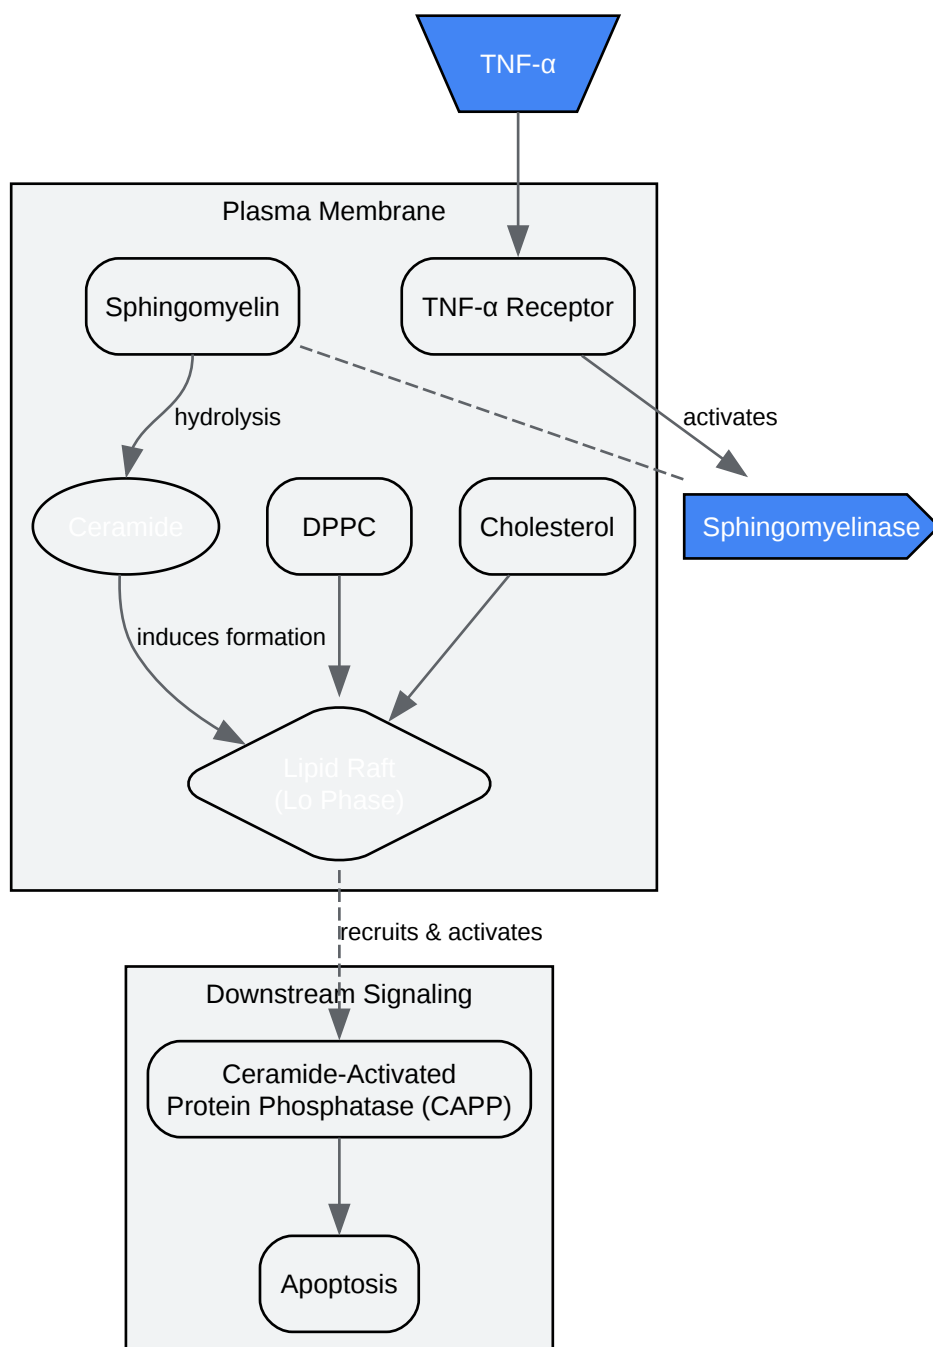 TNF-α
Plasma Membrane
Sphingomyelin
TNF-α Receptor
hydrolysis
activates
Ceramide
DPPC
Cholesterol
Sphingomyelinase
induces formation
Lipid Raft
(Lo Phase)
recruits & activates
Downstream Signaling
Ceramide-Activated
Protein Phosphatase (CAPP)
Apoptosis